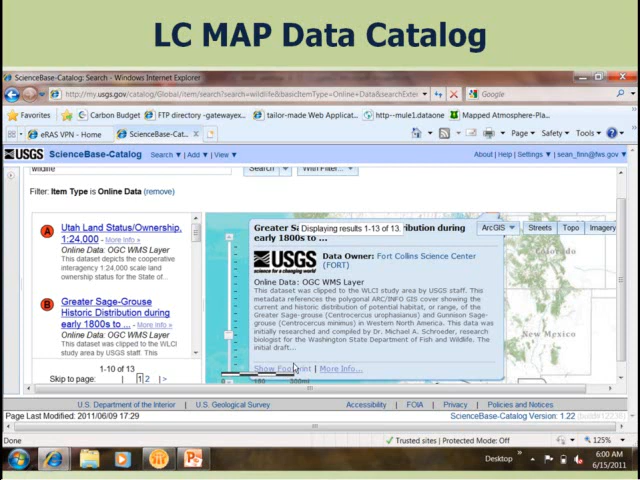 LC MAP Data Catalog
ScienceBase-Catalog: Search - Windows Internet Explorer
http://my.usgs.gov/catalog/Global/item/search?search=wildlife&basicItemType=Online+Data&searchExter
Google
Favorites
Carbon Budget
FTP directory -gatewayex...
tailor-made Web Applicat...
http--mule1.dataone
Mapped Atmosphere-Pla...
eRAS VPN - Home
ScienceBase-Cat...
Page
Safety
Tools
USGS ScienceBase-Catalog Search ▼ | Add ▼ | View ▼
About | Help | Settings ▼ | sean_finn@fws.gov ▼
wildlife
Search
With Filter...
Filter: Item Type is Online Data (remove)
A
Utah Land Status/Ownership, 1:24,000 - More Info »
Online Data: OGC WMS Layer
This dataset depicts the cooperative
interagency 1:24,000 scale land
ownership status for the State of...
B
Greater Sage-Grouse
Historic Distribution during
early 1800s to ... - More Info »
Online Data: OGC WMS Layer
This dataset was clipped to the WLCI
study area by USGS staff. This
1-10 of 13
Skip to page: | 1 2 >
Greater S
Displaying results 1-13 of 13.
ribution during
early 1800s to ...
USGS
science for a changing world
Data Owner: Fort Collins Science Center
(FORT)
Online Data: OGC WMS Layer
This dataset was clipped to the WLCI study area by USGS staff. This
metadata references the polygonal ARC/INFO GIS cover showing the
current and historic (or potential) distribution, or range, of the
Greater Sage-grouse (Centrocercus urophasianus) and Gunnison Sage-
grouse (Centrocercus minimus) in Western North America. This data was
initially researched and compiled by Dr. Michael A. Schroeder, research
biologist for the Washington State Department of Fish and Wildlife. The
initial draft...
Show Footprint | More Info...
150 300mi
ArcGIS
Streets
Topo
Imagery
Colorado
New Mexico
U.S. Department of the Interior | U.S. Geological Survey
Accessibility | FOIA | Privacy | Policies and Notices
Page Last Modified: 2011/06/09 17:29
ScienceBase-Catalog Version: 1.22
Done
Trusted sites | Protected Mode: Off
125%
Desktop
6:00 AM
6/15/2011